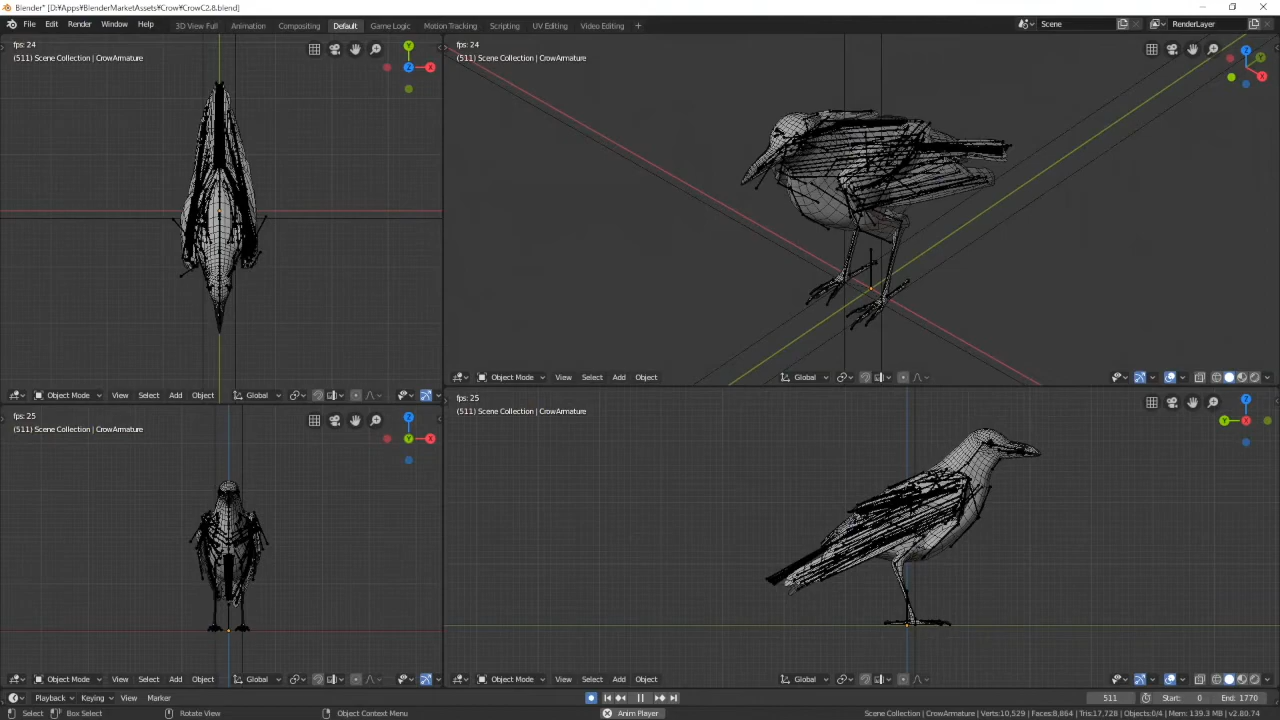 Blender* [D:\Apps\BlenderMarketAssets\Crow\CrowC2.8.blend]
File Edit Render Window Help 3D View Full Animation Compositing Default Game Logic Motion Tracking Scripting UV Editing Video Editing + Scene RenderLayer
fps: 24
(511) Scene Collection | CrowArmature
Y
Z X
Object Mode View Select Add Object Global
fps: 24
(511) Scene Collection | CrowArmature
Z
Y
X
Object Mode View Select Add Object Global
fps: 25
(511) Scene Collection | CrowArmature
Z
Y X
Object Mode View Select Add Object Global
fps: 25
(511) Scene Collection | CrowArmature
Z
Y X
Object Mode View Select Add Object Global
Playback Keying View Marker 511 Start: 0 End: 1770
Select Box Select Rotate View Object Context Menu Anim Player Scene Collection | CrowArmature | Verts:10,529 | Faces:8,864 | Tris:17,728 | Objects:0/4 | Mem: 139.3 MB | v2.80.74